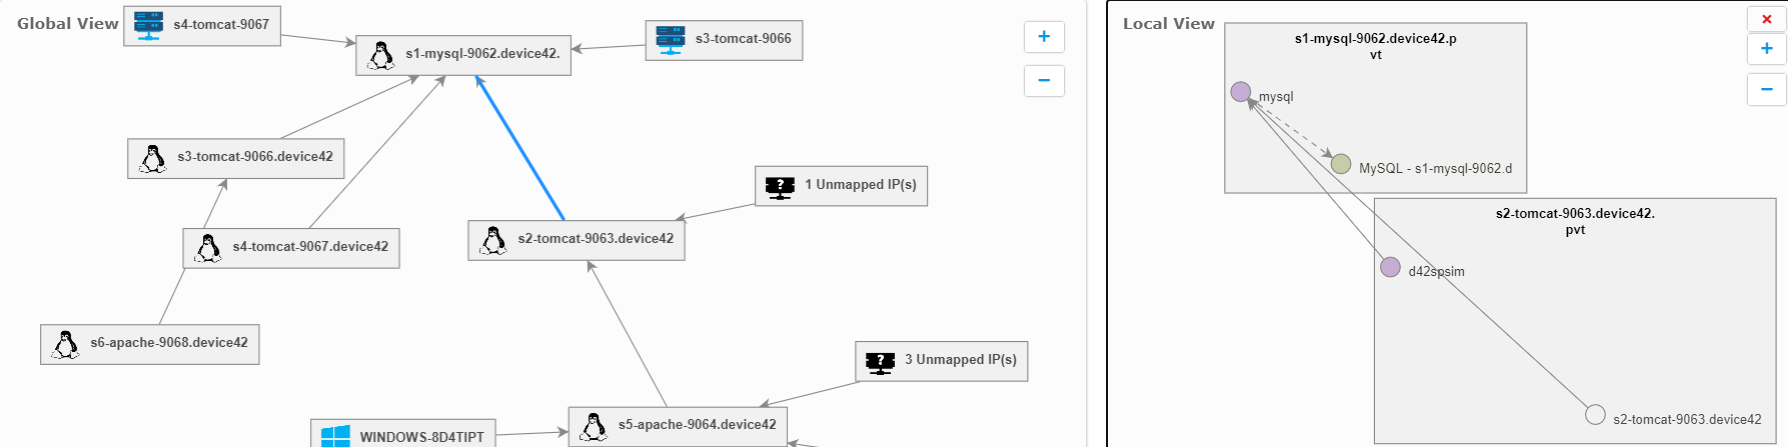 Global View
s4-tomcat-9067
s1-mysql-9062.device42.
s3-tomcat-9066
+
−
s3-tomcat-9066.device42
? 1 Unmapped IP(s)
s4-tomcat-9067.device42
s2-tomcat-9063.device42
s6-apache-9068.device42
? 3 Unmapped IP(s)
s5-apache-9064.device42
WINDOWS-8D4TIPT
Local View
×
+
−
s1-mysql-9062.device42.p
vt
mysql
MySQL - s1-mysql-9062.d
s2-tomcat-9063.device42.
pvt
d42spsim
s2-tomcat-9063.device42